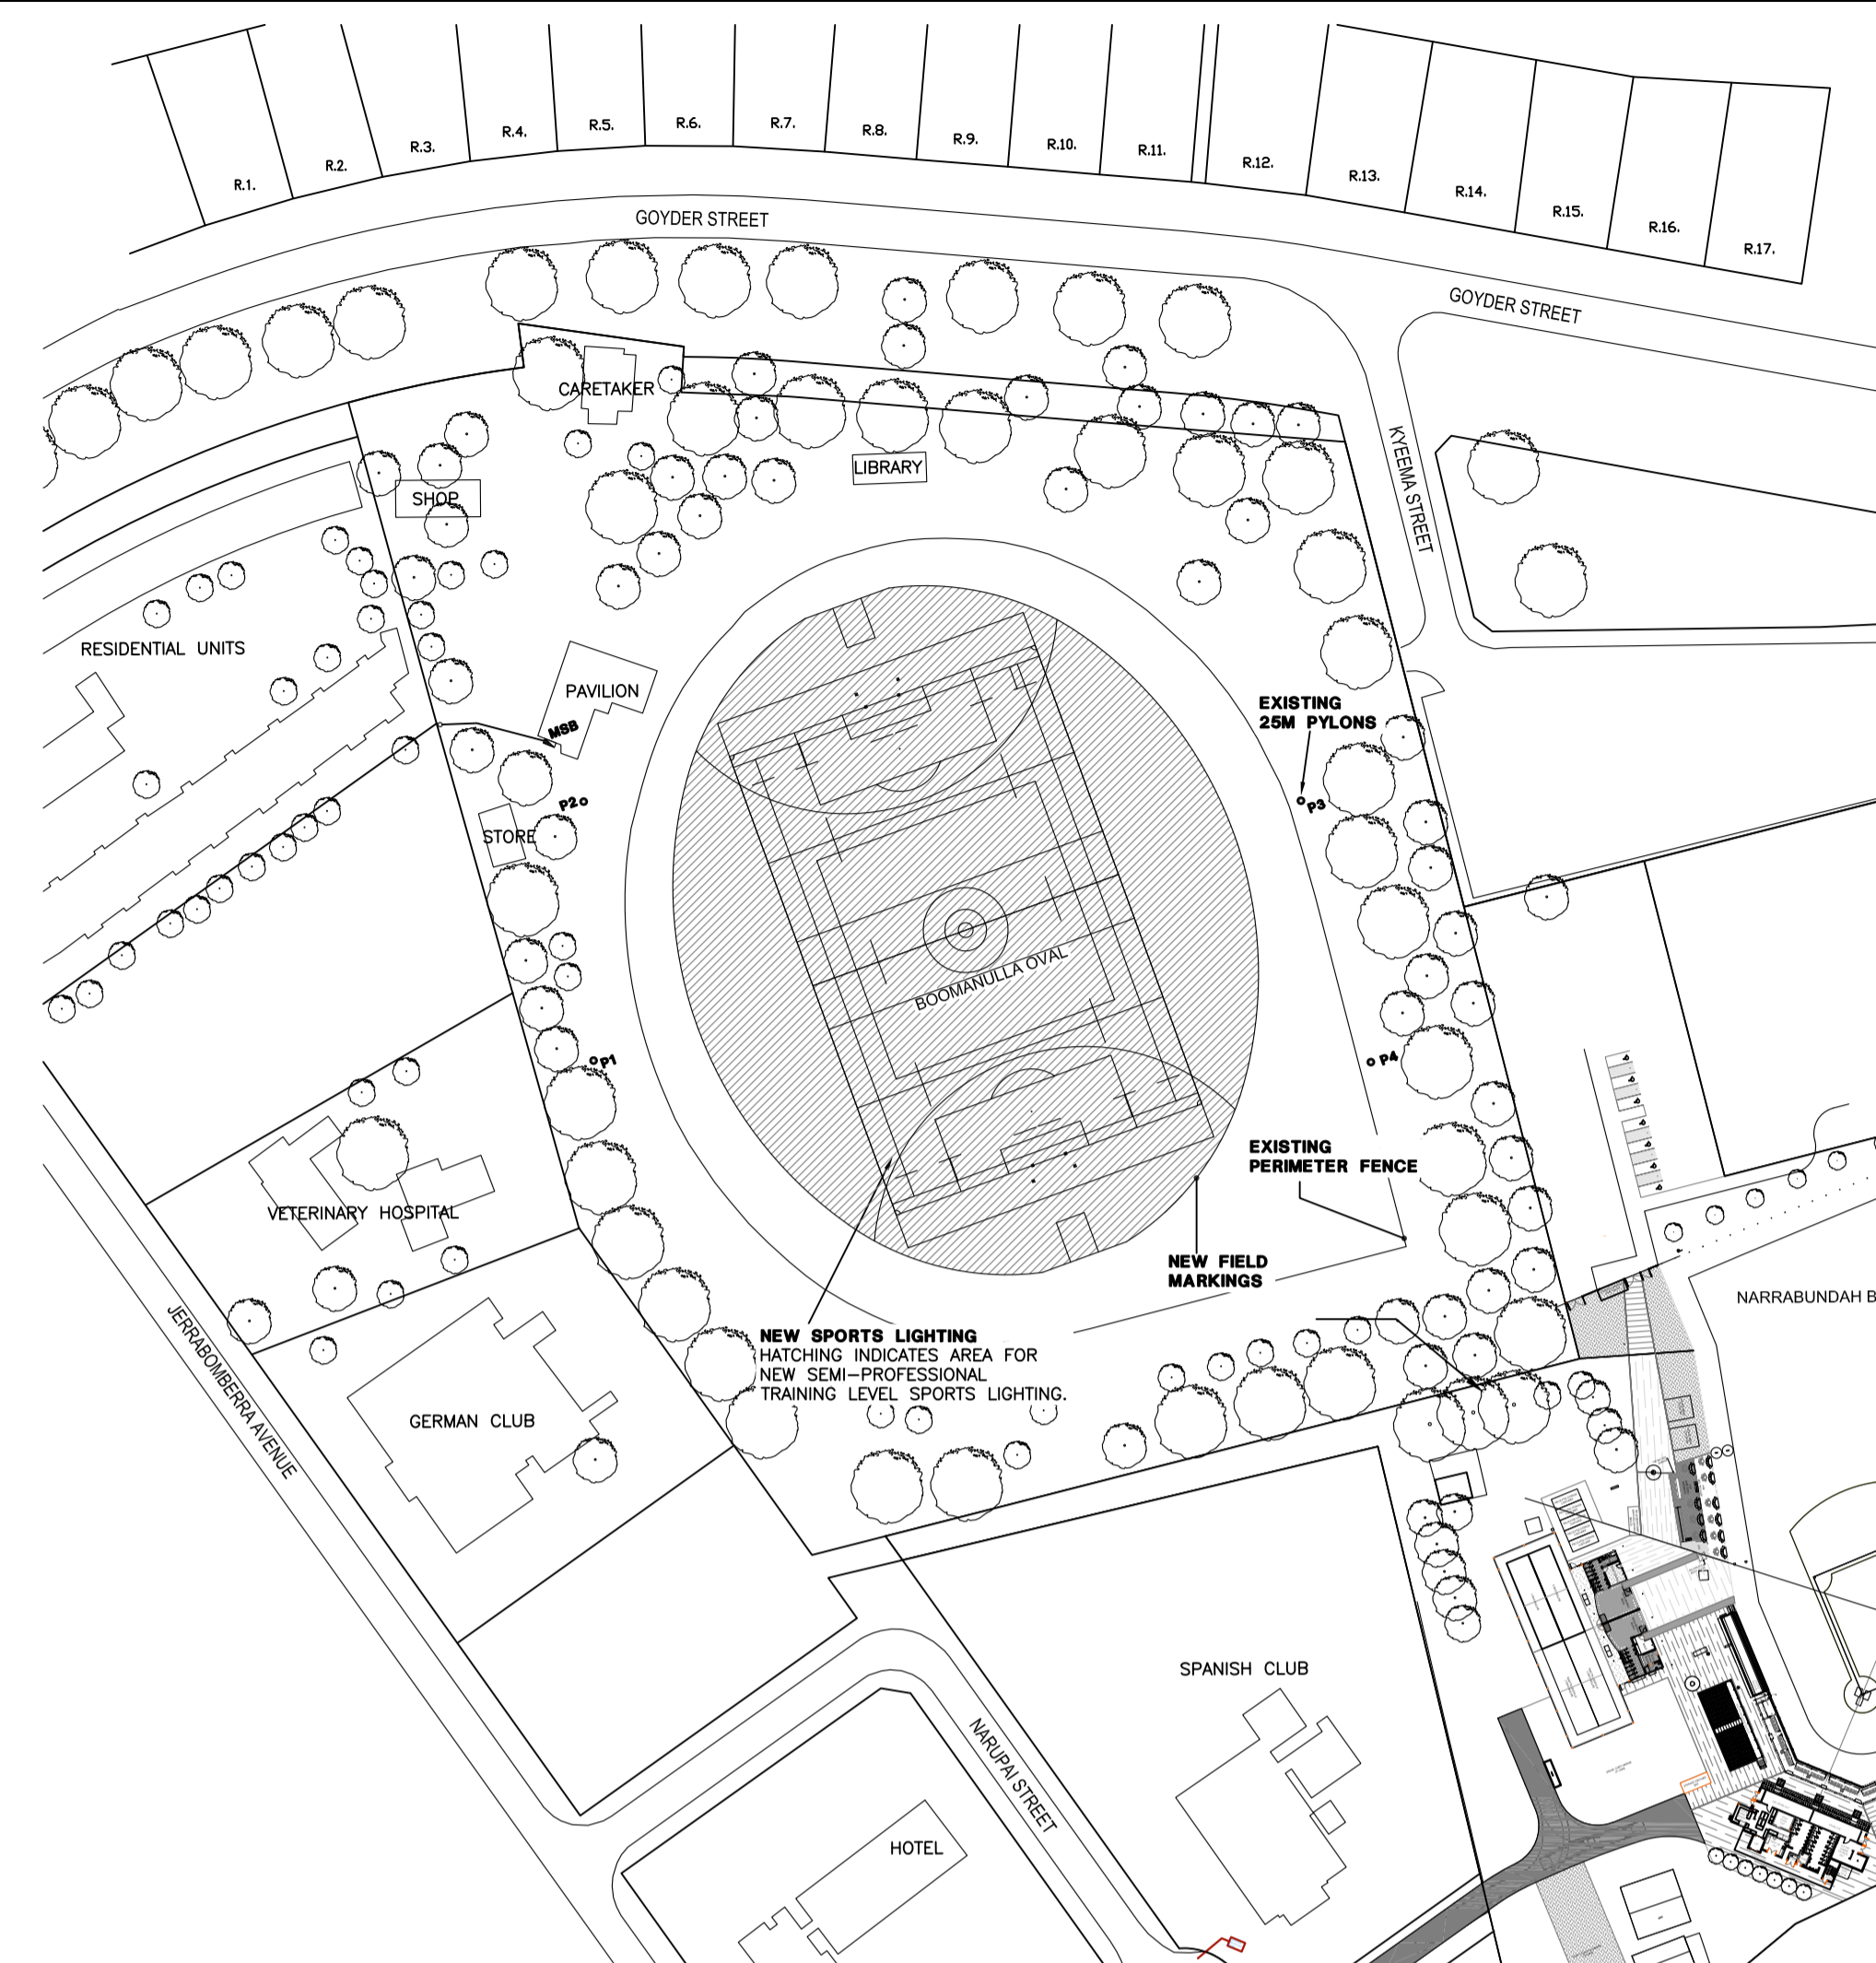 R.1.
R.2.
R.3.
R.4.
R.5.
R.6.
R.7.
R.8.
R.9.
R.10.
R.11.
R.12.
R.13.
R.14.
R.15.
R.16.
R.17.
GOYDER STREET
GOYDER STREET
CARETAKER
LIBRARY
SHOP
KYEEMA STREET
RESIDENTIAL UNITS
PAVILION
MSB
EXISTING
25M PYLONS
P2
P3
STORE
BOOMANULLA OVAL
P1
P4
EXISTING
PERIMETER FENCE
VETERINARY HOSPITAL
NEW FIELD
MARKINGS
NARRABUNDAH B
JERRABOMBERRA AVENUE
NEW SPORTS LIGHTING
HATCHING INDICATES AREA FOR
NEW SEMI-PROFESSIONAL
TRAINING LEVEL SPORTS LIGHTING.
GERMAN CLUB
SPANISH CLUB
NARUPAI STREET
HOTEL